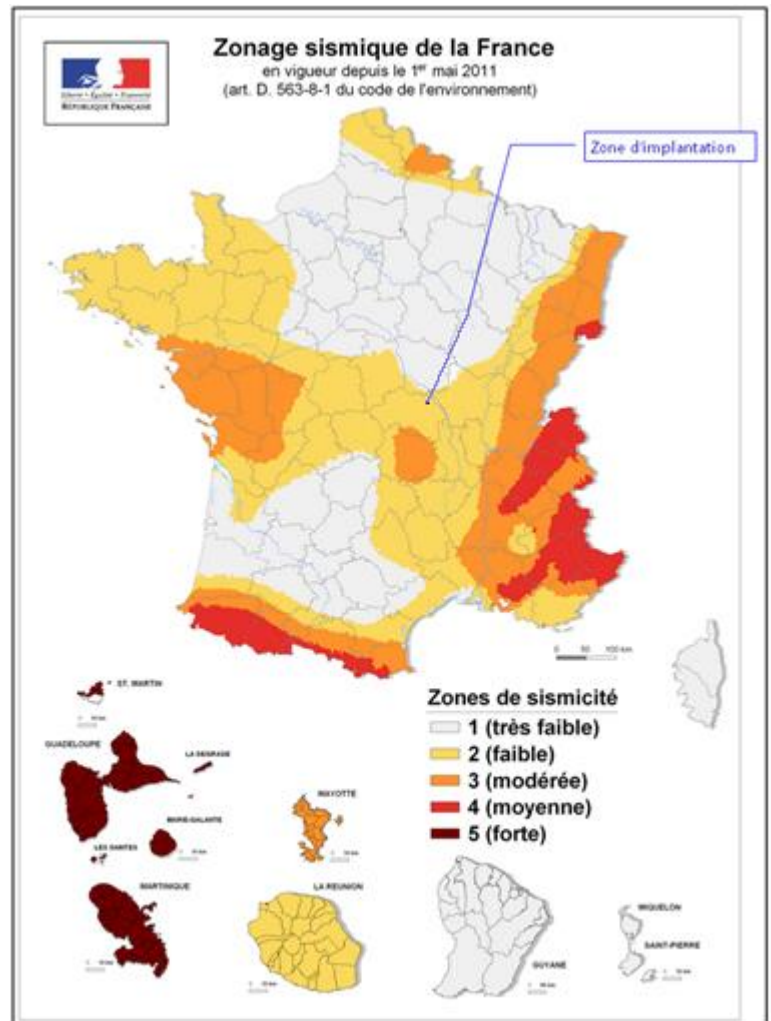 Zonage sismique de la France
en vigueur depuis le 1er mai 2011
(art. D. 563-8-1 du code de l'environnement)
Liberté • Égalité • Fraternité
RÉPUBLIQUE FRANÇAISE
Zone d'implantation
0 50 100 km
Zones de sismicité
1 (très faible)
2 (faible)
3 (modérée)
4 (moyenne)
5 (forte)
ST. MARTIN
GUADELOUPE
LA DESIRADE
MARIE-GALANTE
LES SAINTES
MAYOTTE
MARTINIQUE
LA REUNION
GUYANE
MIQUELON
SAINT-PIERRE